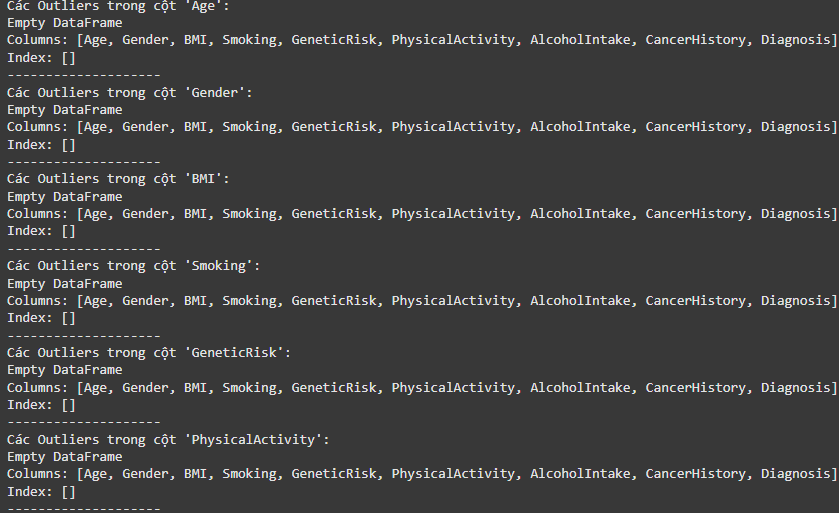 Các Outliers trong cột 'Age':
Empty DataFrame
Columns: [Age, Gender, BMI, Smoking, GeneticRisk, PhysicalActivity, AlcoholIntake, CancerHistory, Diagnosis]
Index: []
--------------------
Các Outliers trong cột 'Gender':
Empty DataFrame
Columns: [Age, Gender, BMI, Smoking, GeneticRisk, PhysicalActivity, AlcoholIntake, CancerHistory, Diagnosis]
Index: []
--------------------
Các Outliers trong cột 'BMI':
Empty DataFrame
Columns: [Age, Gender, BMI, Smoking, GeneticRisk, PhysicalActivity, AlcoholIntake, CancerHistory, Diagnosis]
Index: []
--------------------
Các Outliers trong cột 'Smoking':
Empty DataFrame
Columns: [Age, Gender, BMI, Smoking, GeneticRisk, PhysicalActivity, AlcoholIntake, CancerHistory, Diagnosis]
Index: []
--------------------
Các Outliers trong cột 'GeneticRisk':
Empty DataFrame
Columns: [Age, Gender, BMI, Smoking, GeneticRisk, PhysicalActivity, AlcoholIntake, CancerHistory, Diagnosis]
Index: []
--------------------
Các Outliers trong cột 'PhysicalActivity':
Empty DataFrame
Columns: [Age, Gender, BMI, Smoking, GeneticRisk, PhysicalActivity, AlcoholIntake, CancerHistory, Diagnosis]
Index: []
--------------------